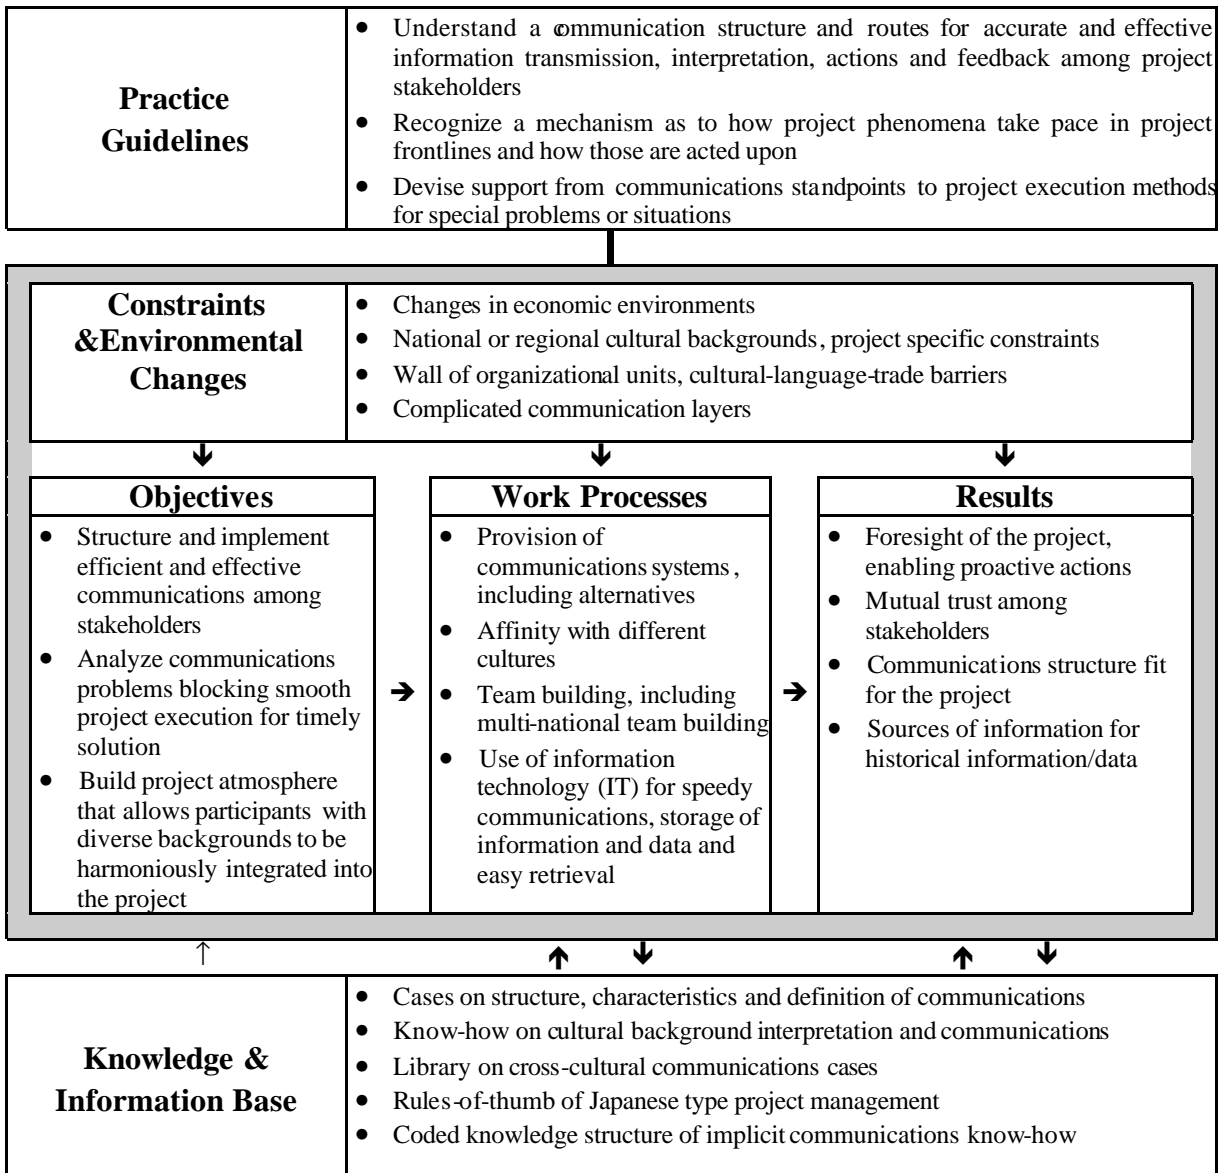 Practice
Guidelines
• Understand a communication structure and routes for accurate and effective
information transmission, interpretation, actions and feedback among project
stakeholders
• Recognize a mechanism as to how project phenomena take pace in project
frontlines and how those are acted upon
• Devise support from communications standpoints to project execution methods
for special problems or situations
Constraints
&Environmental
Changes
• Changes in economic environments
• National or regional cultural backgrounds, project specific constraints
• Wall of organizational units, cultural-language-trade barriers
• Complicated communication layers
Objectives
• Structure and implement
efficient and effective
communications among
stakeholders
• Analyze communications
problems blocking smooth
project execution for timely
solution
• Build project atmosphere
that allows participants with
diverse backgrounds to be
harmoniously integrated into
the project
Work Processes
• Provision of
communications systems,
including alternatives
• Affinity with different
cultures
• Team building, including
multi-national team building
• Use of information
technology (IT) for speedy
communications, storage of
information and data and
easy retrieval
Results
• Foresight of the project,
enabling proactive actions
• Mutual trust among
stakeholders
• Communications structure fit
for the project
• Sources of information for
historical information/data
Knowledge &
Information Base
• Cases on structure, characteristics and definition of communications
• Know-how on cultural background interpretation and communications
• Library on cross-cultural communications cases
• Rules-of-thumb of Japanese type project management
• Coded knowledge structure of implicit communications know-how